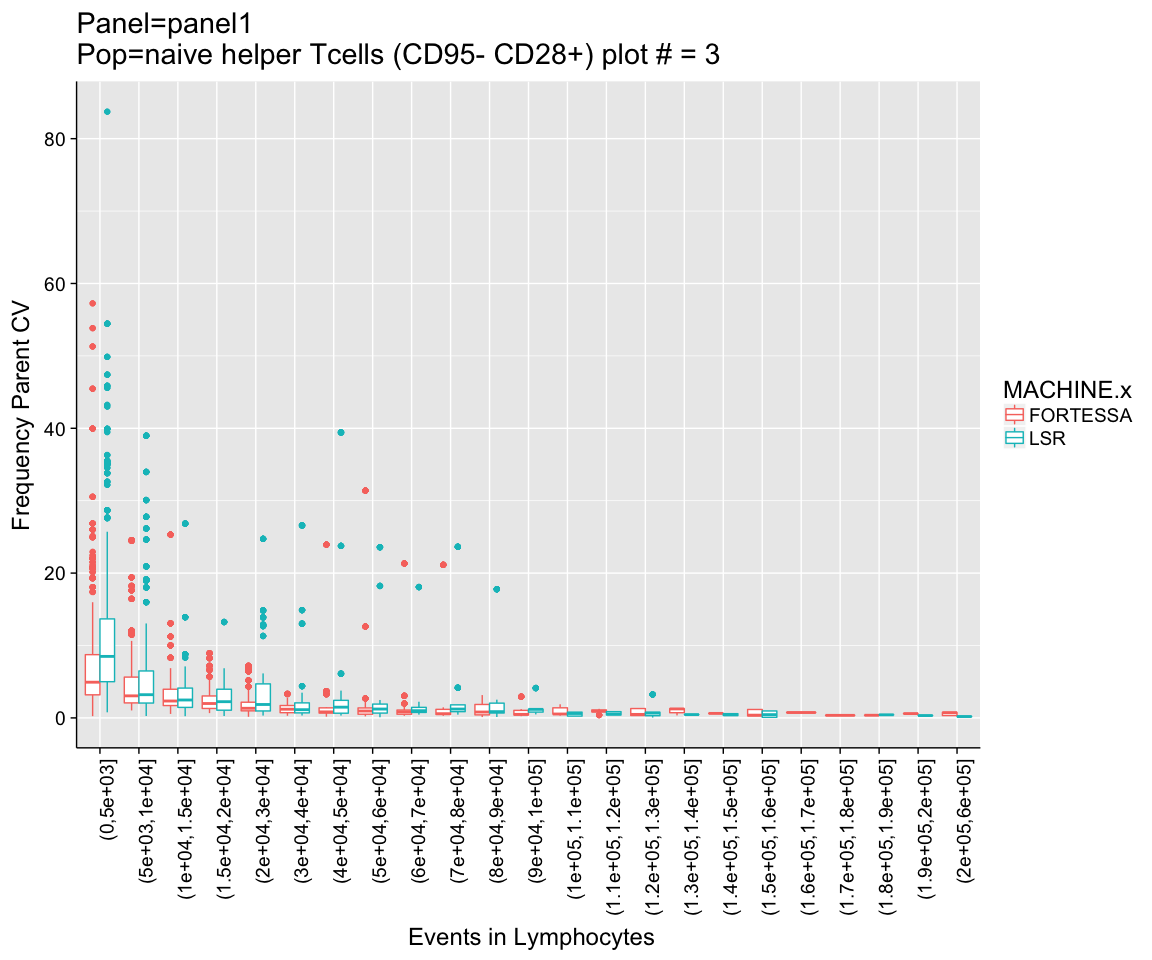 Panel=panel1
Pop=naive helper Tcells (CD95- CD28+) plot # = 3
Frequency Parent CV
80
60
40
20
0
(0,5e+03]
(5e+03,1e+04]
(1e+04,1.5e+04]
(1.5e+04,2e+04]
(2e+04,3e+04]
(3e+04,4e+04]
(4e+04,5e+04]
(5e+04,6e+04]
(6e+04,7e+04]
(7e+04,8e+04]
(8e+04,9e+04]
(9e+04,1e+05]
(1e+05,1.1e+05]
(1.1e+05,1.2e+05]
(1.2e+05,1.3e+05]
(1.3e+05,1.4e+05]
(1.4e+05,1.5e+05]
(1.5e+05,1.6e+05]
(1.6e+05,1.7e+05]
(1.7e+05,1.8e+05]
(1.8e+05,1.9e+05]
(1.9e+05,2e+05]
(2e+05,6e+05]
Events in Lymphocytes
MACHINE.x
FORTESSA
LSR